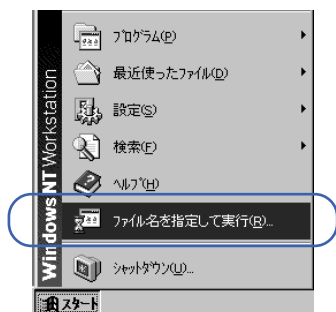 Windows NT Workstation
ﾌﾟﾛｸﾞﾗﾑ(P)
最近使ったﾌｧｲﾙ(D)
設定(S)
検索(F)
ﾍﾙﾌﾟ(H)
ﾌｧｲﾙ名を指定して実行(R)...
ｼｬｯﾄﾀﾞｳﾝ(U)...
ｽﾀｰﾄ